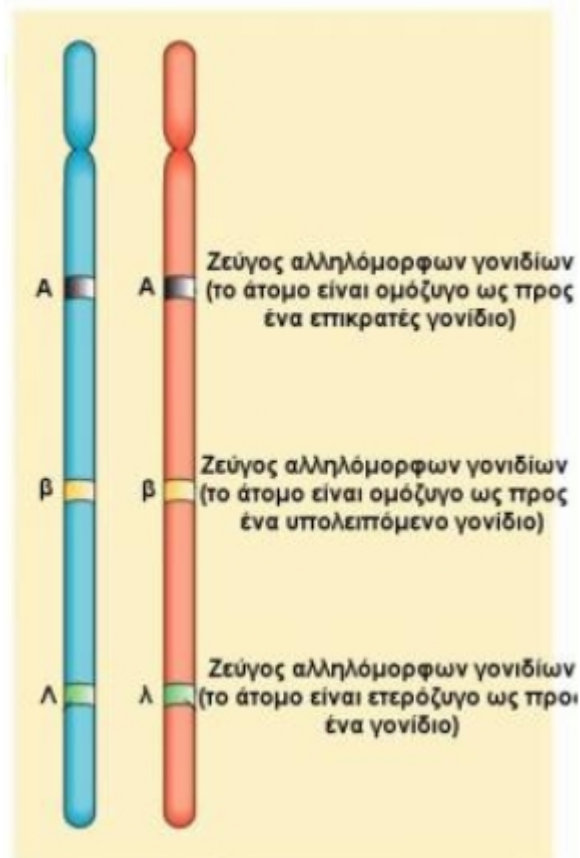 Ζεύγος αλληλόμορφων γονιδίων
Α Α (το άτομο είναι ομόζυγο ως προς
ένα επικρατές γονίδιο)
Ζεύγος αλληλόμορφων γονιδίων
β β (το άτομο είναι ομόζυγο ως προς
ένα υπολειπόμενο γονίδιο)
Ζεύγος αλληλόμορφων γονιδίων
Λ λ (το άτομο είναι ετερόζυγο ως προς
ένα γονίδιο)